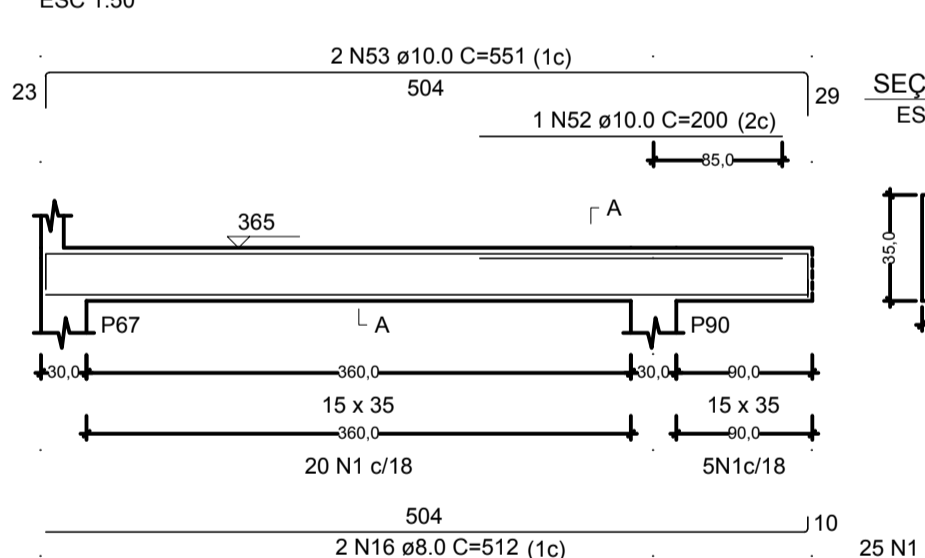 ESC 1:50
2 N53 ø10.0 C=551 (1c)
23
504
29
SEÇ
ES
1 N52 ø10.0 C=200 (2c)
85,0
A
365
35,0
P67
A
P90
30,0
360,0
30,0
90,0
15 x 35
15 x 35
360,0
90,0
20 N1 c/18
5N1c/18
504
10
2 N16 ø8.0 C=512 (1c)
25 N1